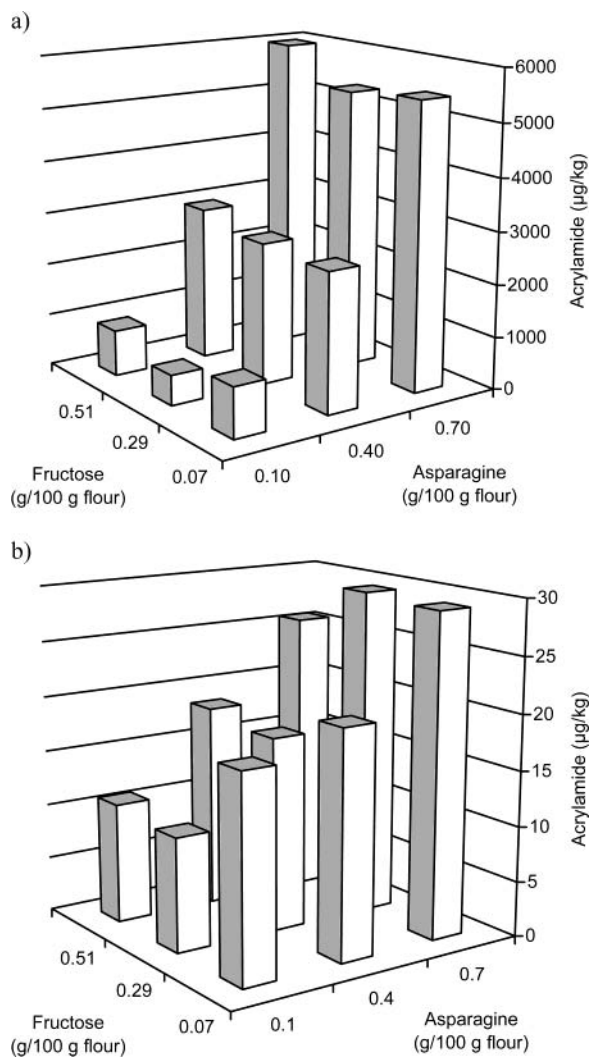 a)
6000
5000
4000
3000
2000
1000
0
Acrylamide (µg/kg)
0.51
0.29
0.07
Fructose
(g/100 g flour)
0.10
0.40
0.70
Asparagine
(g/100 g flour)
b)
30
25
20
15
10
5
0
Acrylamide (µg/kg)
0.51
0.29
0.07
Fructose
(g/100 g flour)
0.1
0.4
0.7
Asparagine
(g/100 g flour)